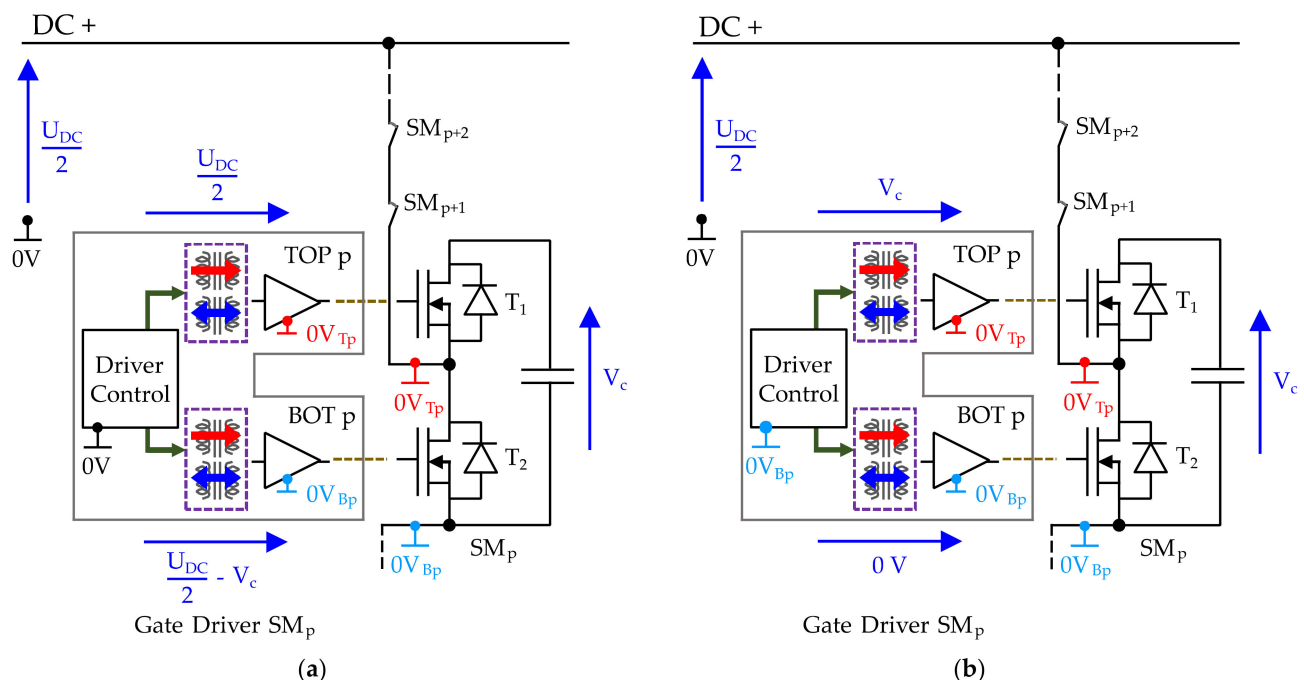 DC +
U_DC
2
U_DC
2
0V
SM_p+2
SM_p+1
TOP p
T_1
0V_Tp
Driver
Control
0V
0V_Tp
V_c
BOT p
T_2
0V_Bp
0V_Bp
SM_p
U_DC
2 - V_c
Gate Driver SM_p
(a)
DC +
U_DC
2
V_c
0V
SM_p+2
SM_p+1
TOP p
T_1
0V_Tp
Driver
Control
0V_Bp
0V_Tp
V_c
BOT p
T_2
0V_Bp
0V_Bp
SM_p
0 V
Gate Driver SM_p
(b)